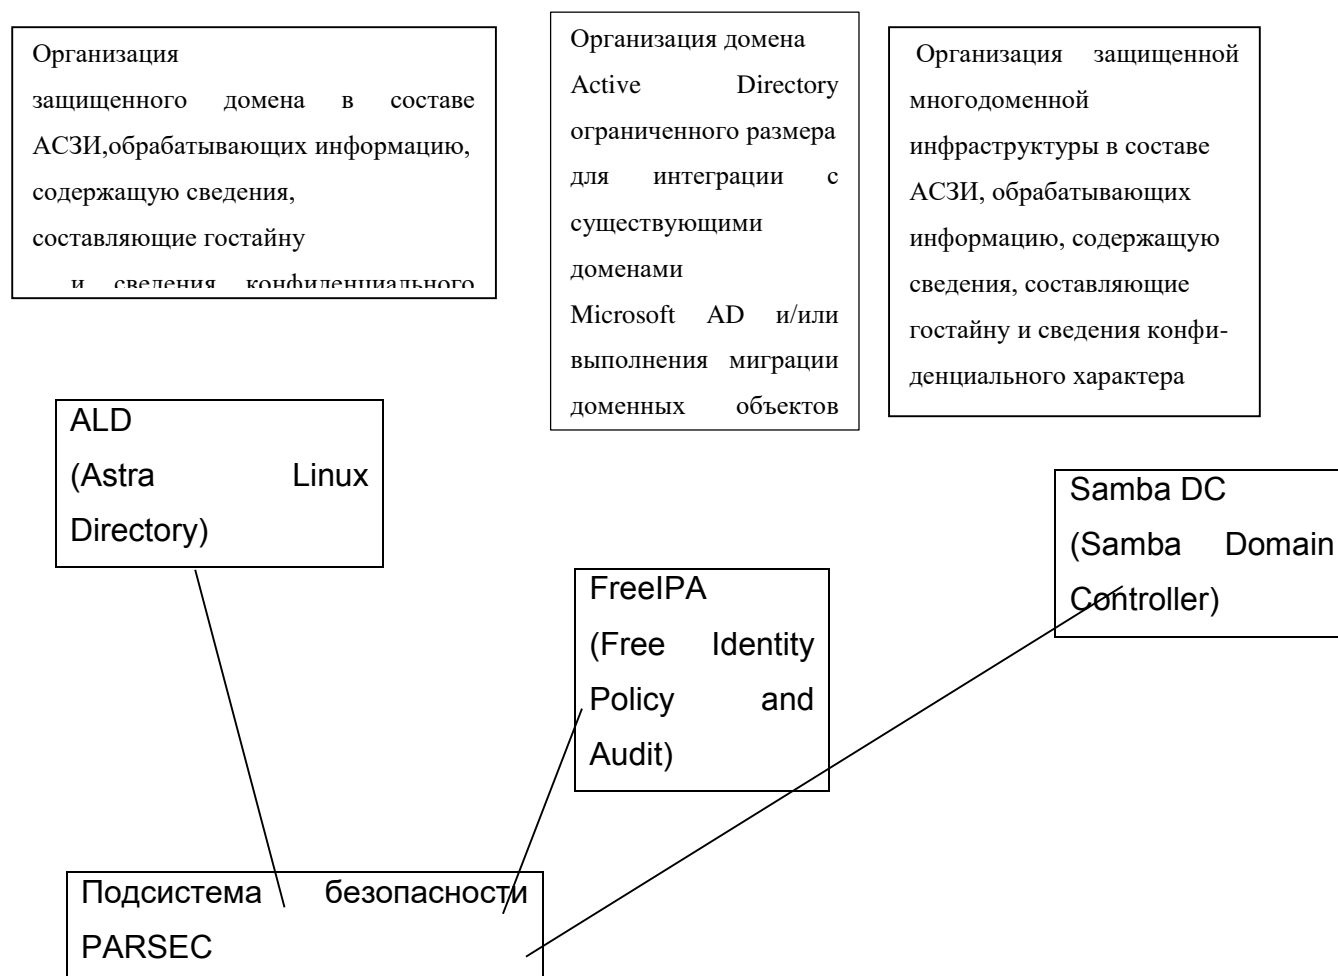 Организация
защищенного домена в составе
АСЗИ,обрабатывающих информацию,
содержащую сведения,
составляющие гостайну
и сведения конфиденциального
Организация домена
Active Directory
ограниченного размера
для интеграции с
существующими
доменами
Microsoft AD и/или
выполнения миграции
доменных объектов
Организация защищенной
многодоменной
инфраструктуры в составе
АСЗИ, обрабатывающих
информацию, содержащую
сведения, составляющие
гостайну и сведения конфи-
денциального характера
ALD
(Astra Linux
Directory)
Samba DC
(Samba Domain
Controller)
FreeIPA
(Free Identity
Policy and
Audit)
Подсистема безопасности
PARSEC